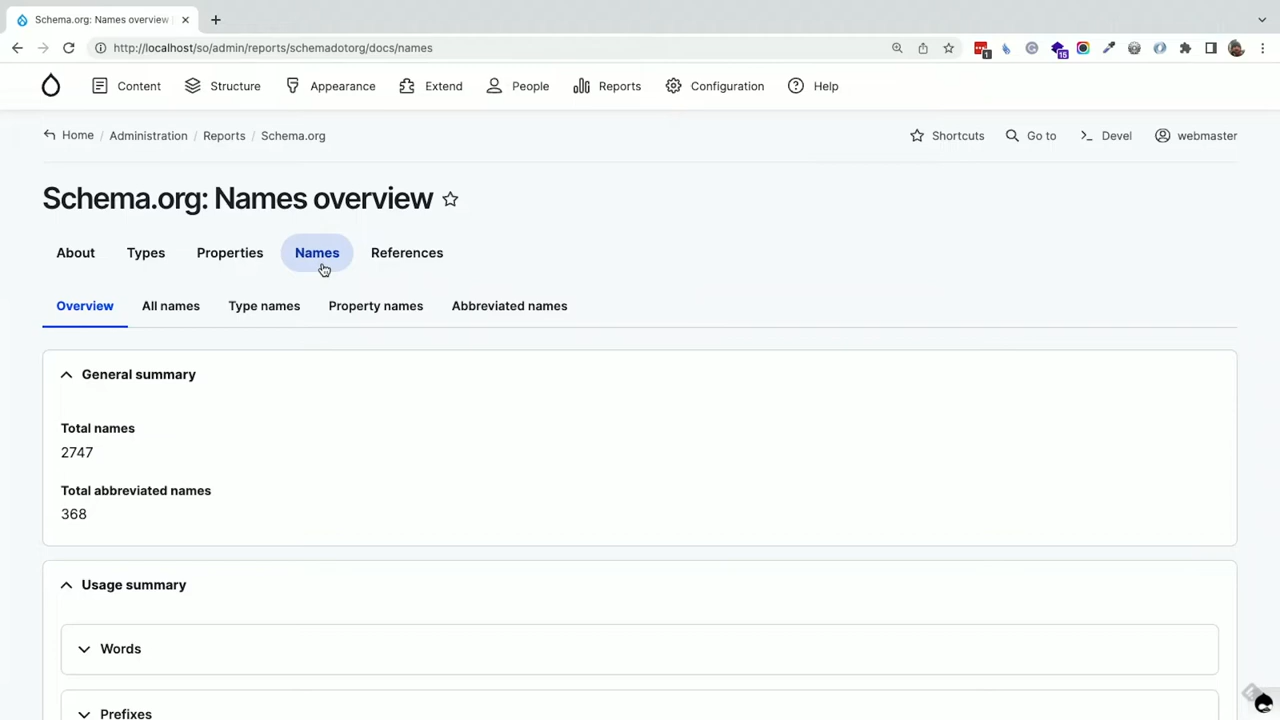 Schema.org: Names overview
http://localhost/so/admin/reports/schemadotorg/docs/names
1
15
Content Structure Appearance Extend People Reports Configuration Help
Home / Administration / Reports / Schema.org
Shortcuts Go to Devel webmaster
Schema.org: Names overview
About Types Properties Names References
Overview All names Type names Property names Abbreviated names
General summary
Total names
2747
Total abbreviated names
368
Usage summary
Words
Prefixes